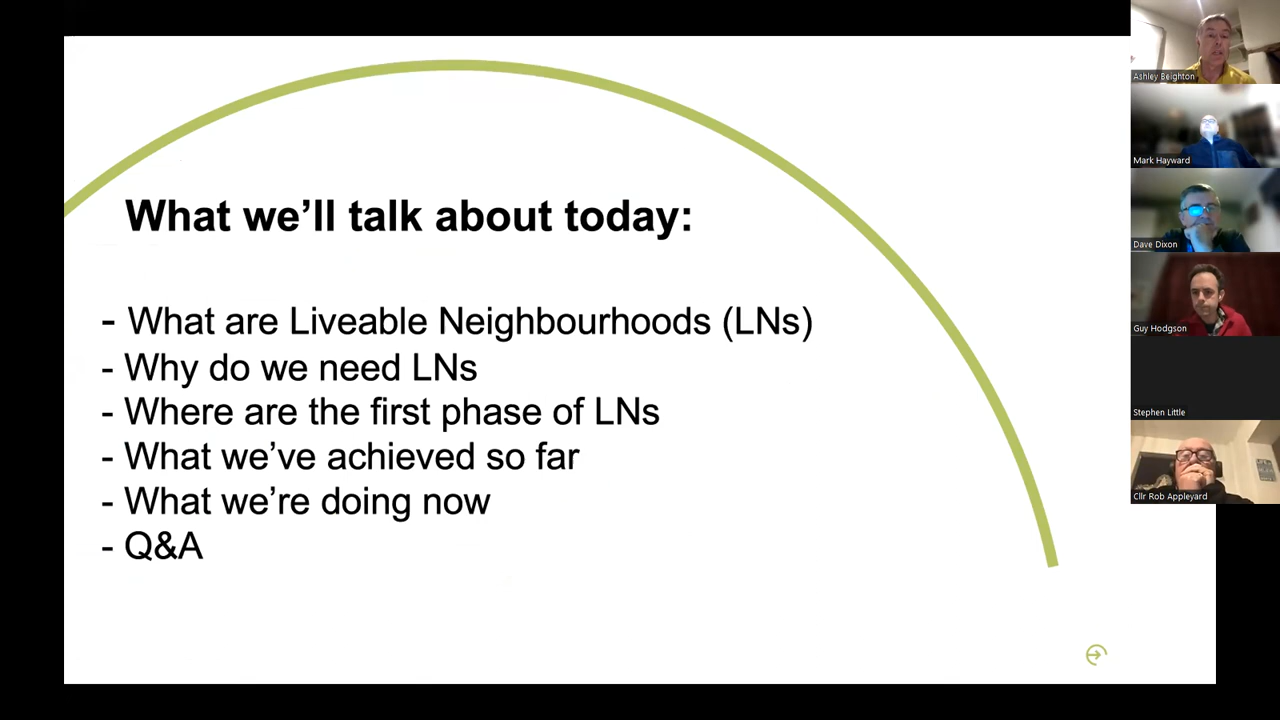 What we’ll talk about today:
- What are Liveable Neighbourhoods (LNs)
- Why do we need LNs
- Where are the first phase of LNs
- What we’ve achieved so far
- What we’re doing now
- Q&A
Ashley Beighton
Mark Hayward
Dave Dixon
Guy Hodgson
Stephen Little
Cllr Rob Appleyard